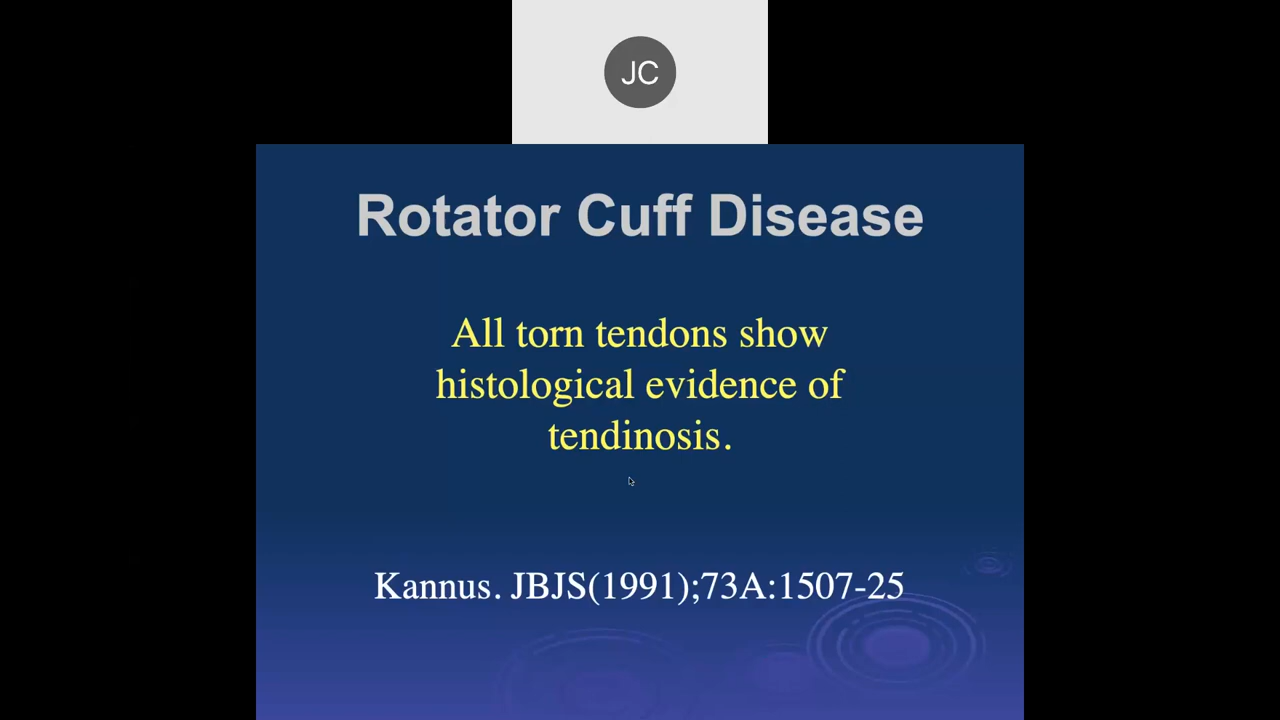 JC
Rotator Cuff Disease
All torn tendons show
histological evidence of
tendinosis.
Kannus. JBJS(1991);73A:1507-25